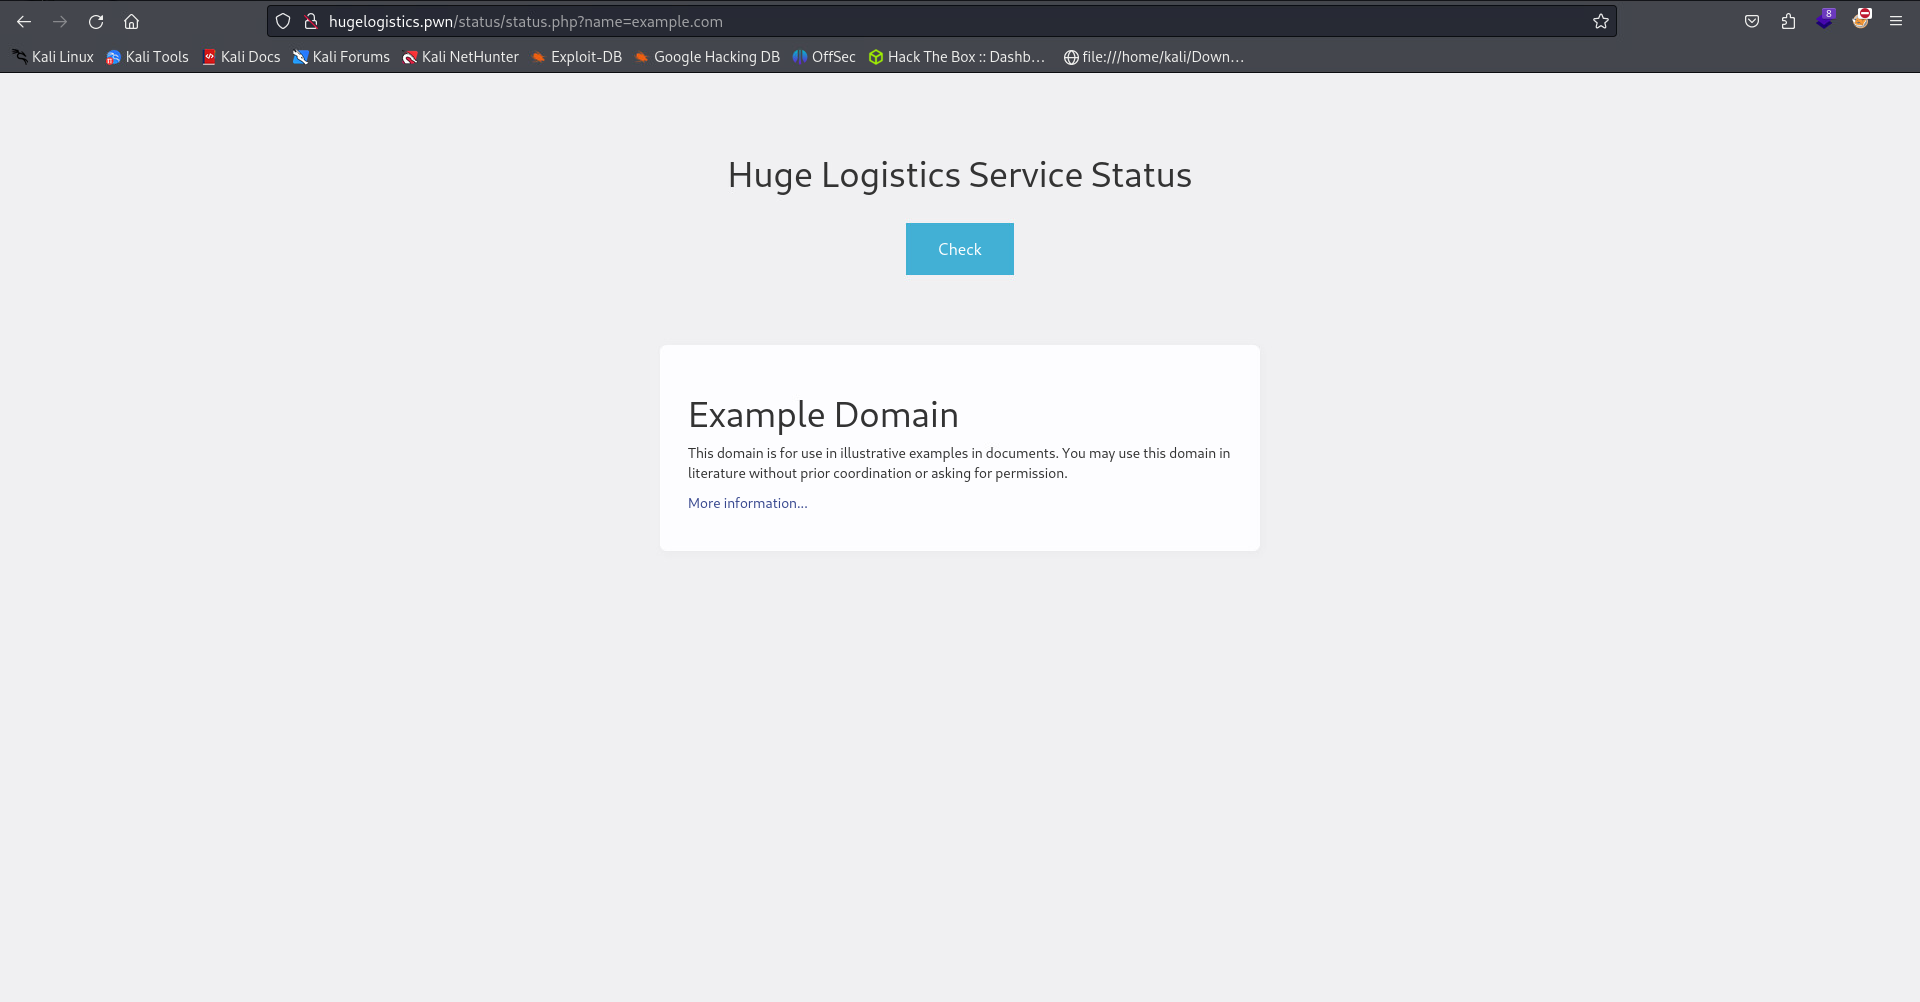 hugelogistics.pwn/status/status.php?name=example.com
8
Kali Linux Kali Tools Kali Docs Kali Forums Kali NetHunter Exploit-DB Google Hacking DB OffSec Hack The Box :: Dashb... file:///home/kali/Down...
Huge Logistics Service Status
Check
Example Domain
This domain is for use in illustrative examples in documents. You may use this domain in
literature without prior coordination or asking for permission.
More information...